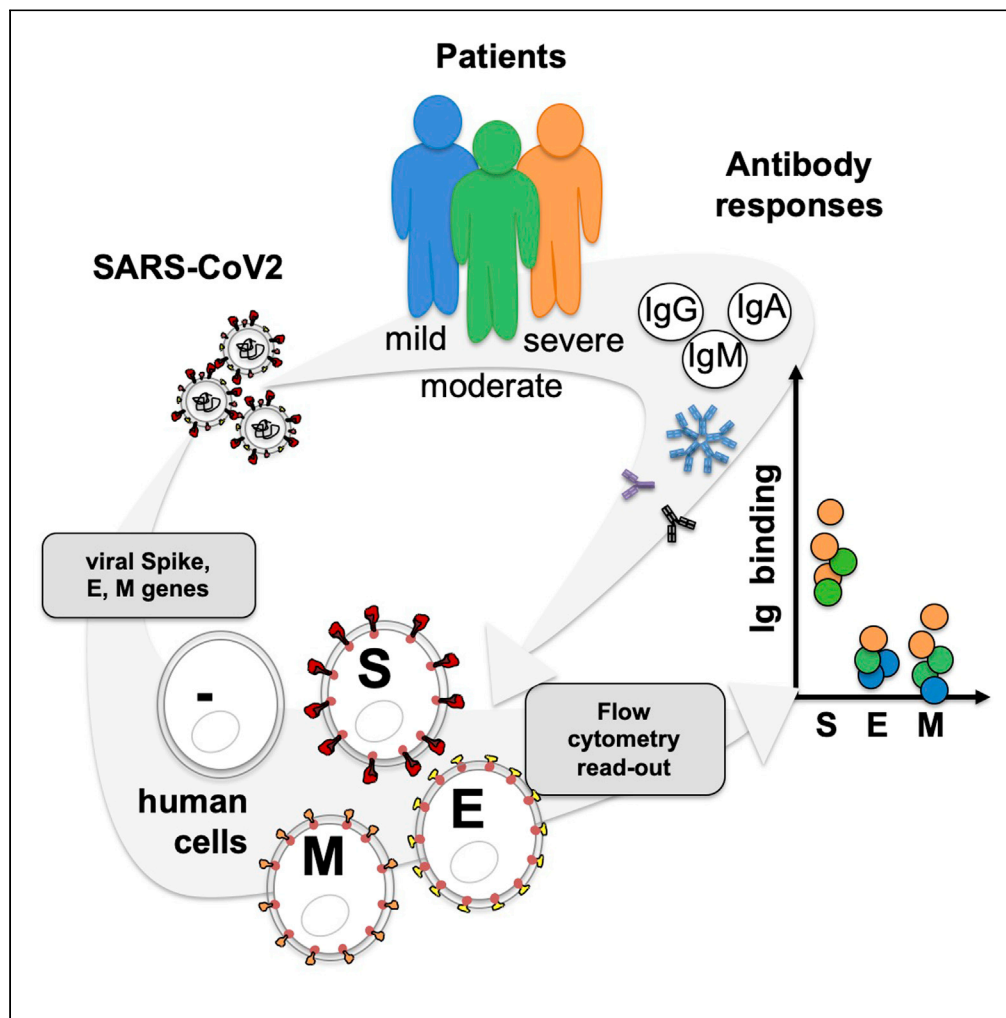 Patients
Antibody
responses
SARS-CoV2
mild
severe
moderate
IgG
IgA
IgM
viral Spike,
E, M genes
Ig binding
-
S
S E M
Flow
cytometry
read-out
human
cells
M
E